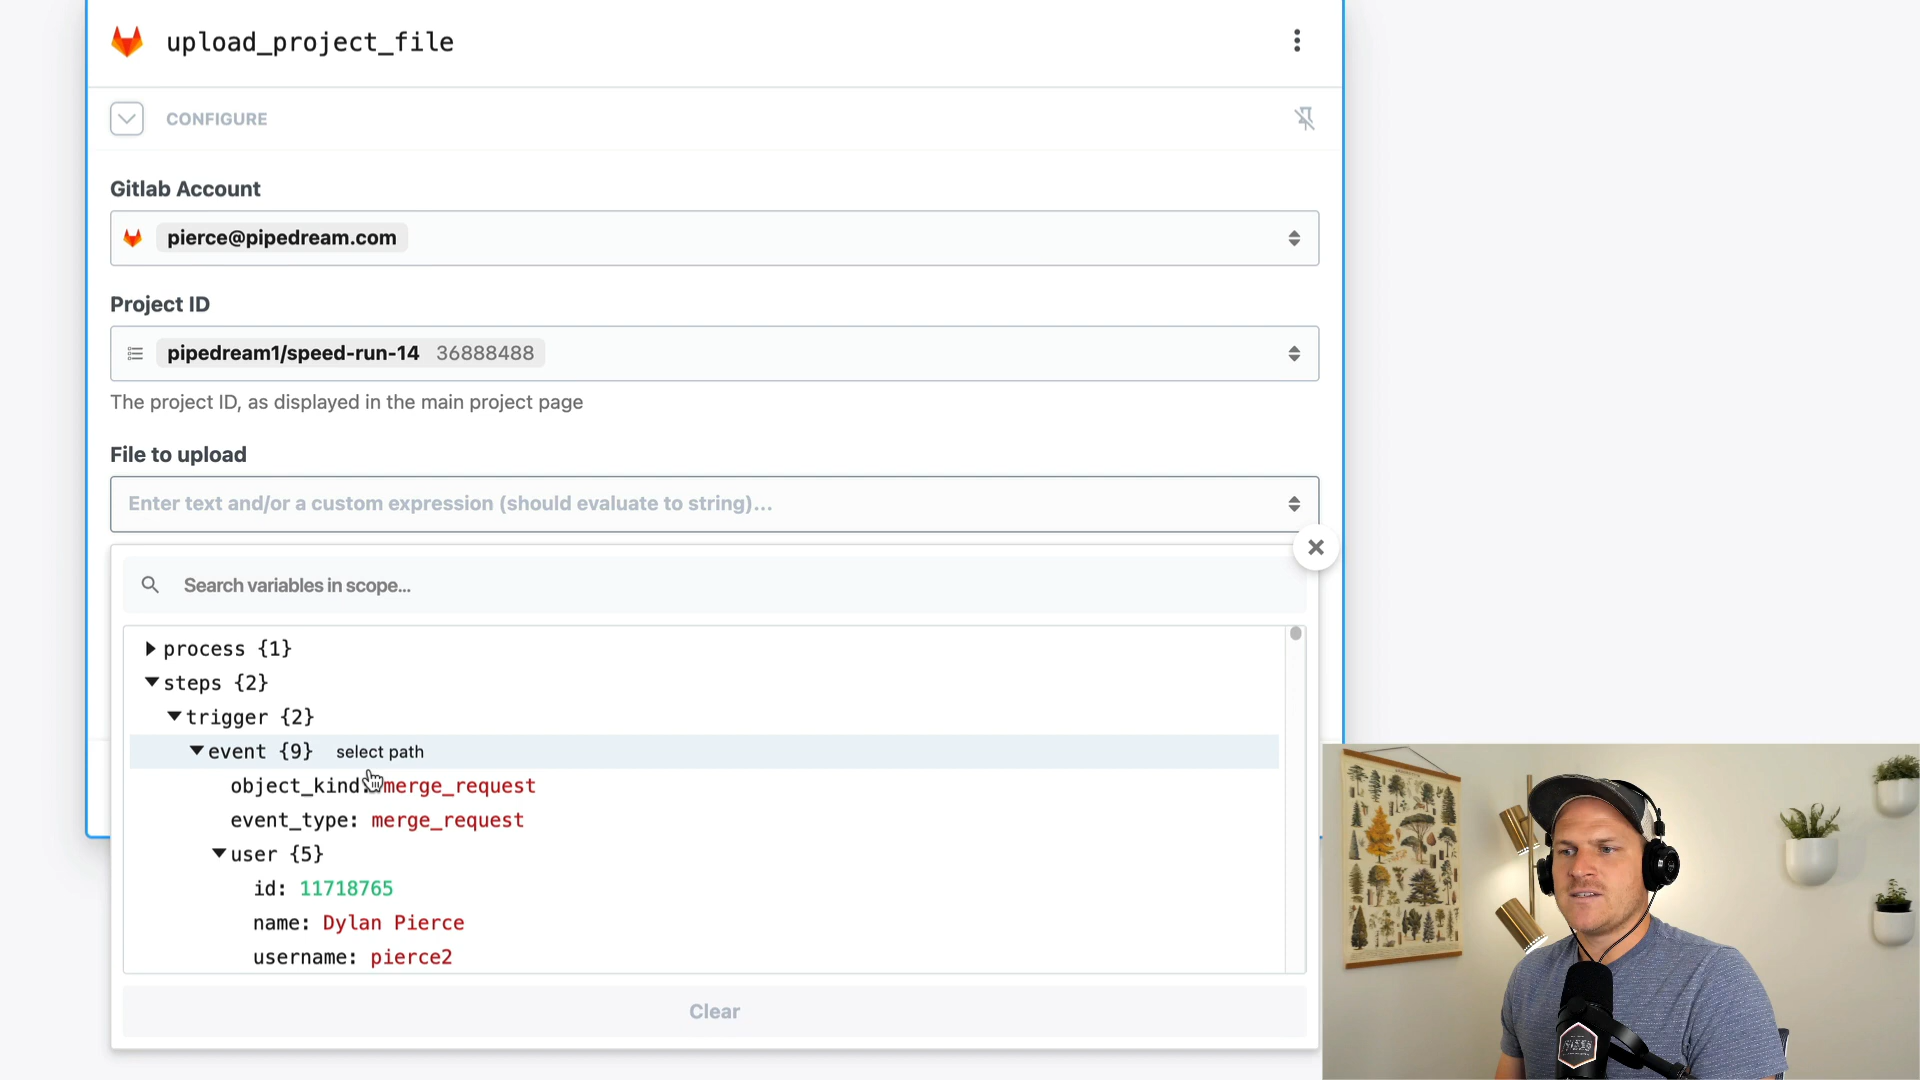 upload_project_file
CONFIGURE
Gitlab Account
pierce@pipedream.com
Project ID
pipedream1/speed-run-14 36888488
The project ID, as displayed in the main project page
File to upload
Enter text and/or a custom expression (should evaluate to string)...
Search variables in scope...
process {1}
steps {2}
trigger {2}
event {9} select path
object_kind: merge_request
event_type: merge_request
user {5}
id: 11718765
name: Dylan Pierce
username: pierce2
Clear